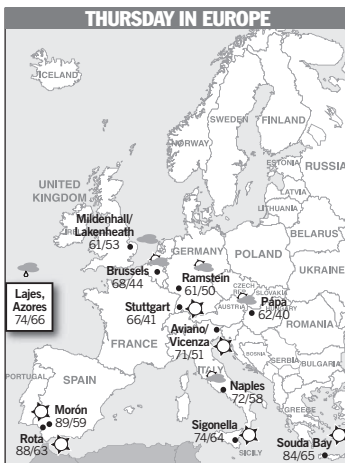 THURSDAY IN EUROPE
ICELAND
SWEDEN
FINLAND
NORWAY
ESTONIA
RUSSIA
LATVIA
LITHUANIA
UNITED
KINGDOM
Mildenhall/
Lakenheath
61/53
BELARUS
GERMANY
POLAND
Brussels
68/44
Ramstein
61/50
UKRAINE
Lajes,
Azores
74/66
Stuttgart
66/41
CZECH
SLOVAKIA
AUSTRIA
Pápa
62/40
FRANCE
Aviano/
Vicenza
71/51
ROMANIA
BOSNIA
SERBIA
BULGARIA
ITALY
PORTUGAL
SPAIN
Naples
72/58
Morón
89/59
GREECE
Rota
88/63
Sigonella
74/64
SICILY
Souda Bay
84/65